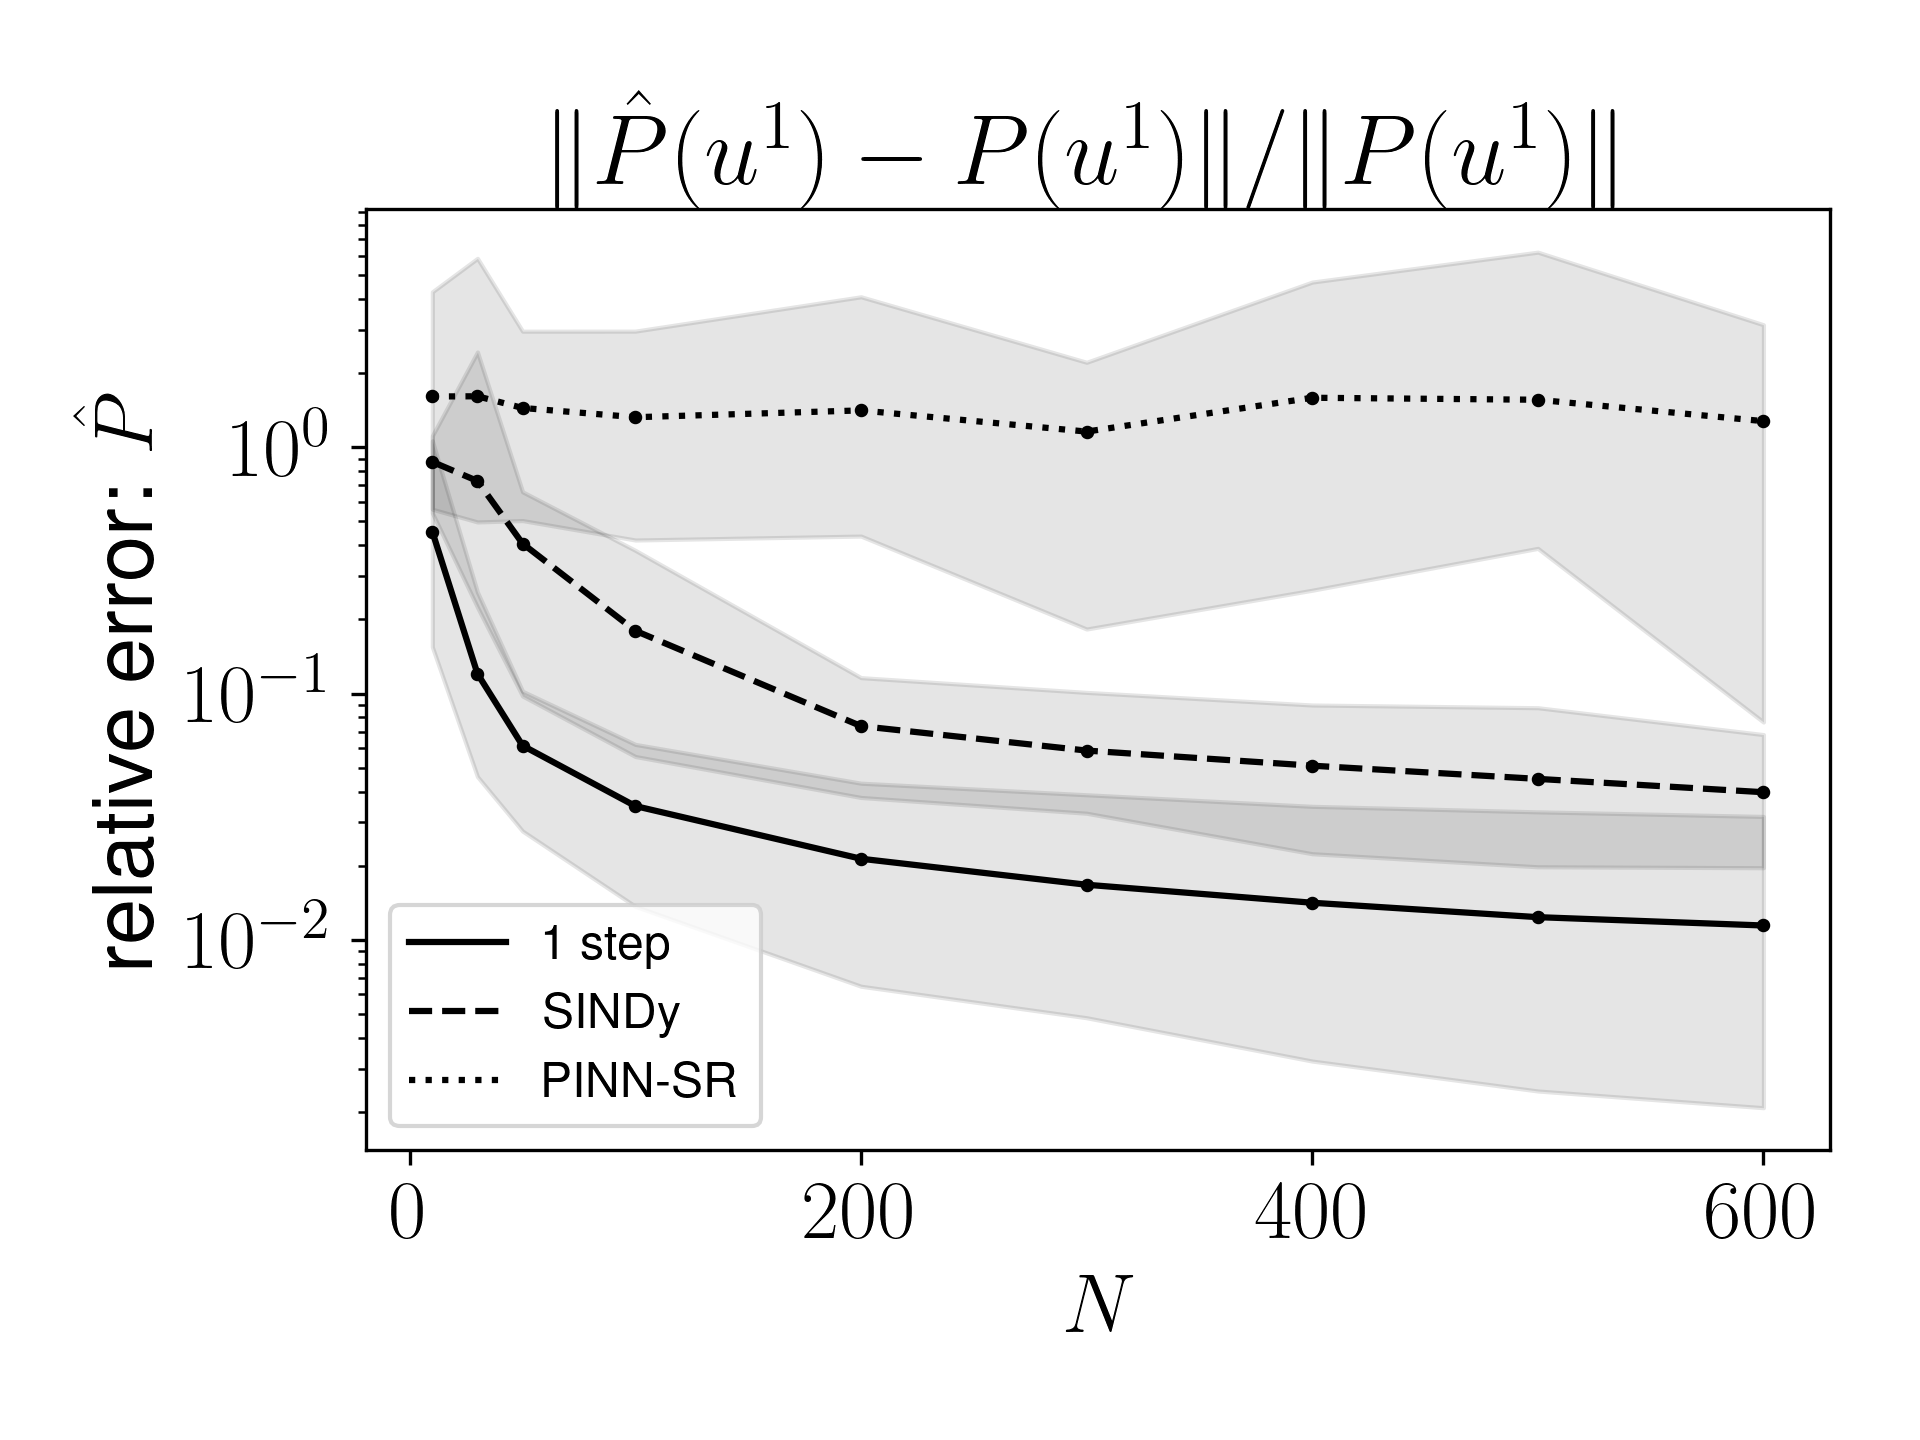 ‖P̂(u¹) − P(u¹)‖/‖P(u¹)‖
relative error: P̂
10⁰
10⁻¹
10⁻²
1 step
SINDy
PINN-SR
0 200 400 600
N